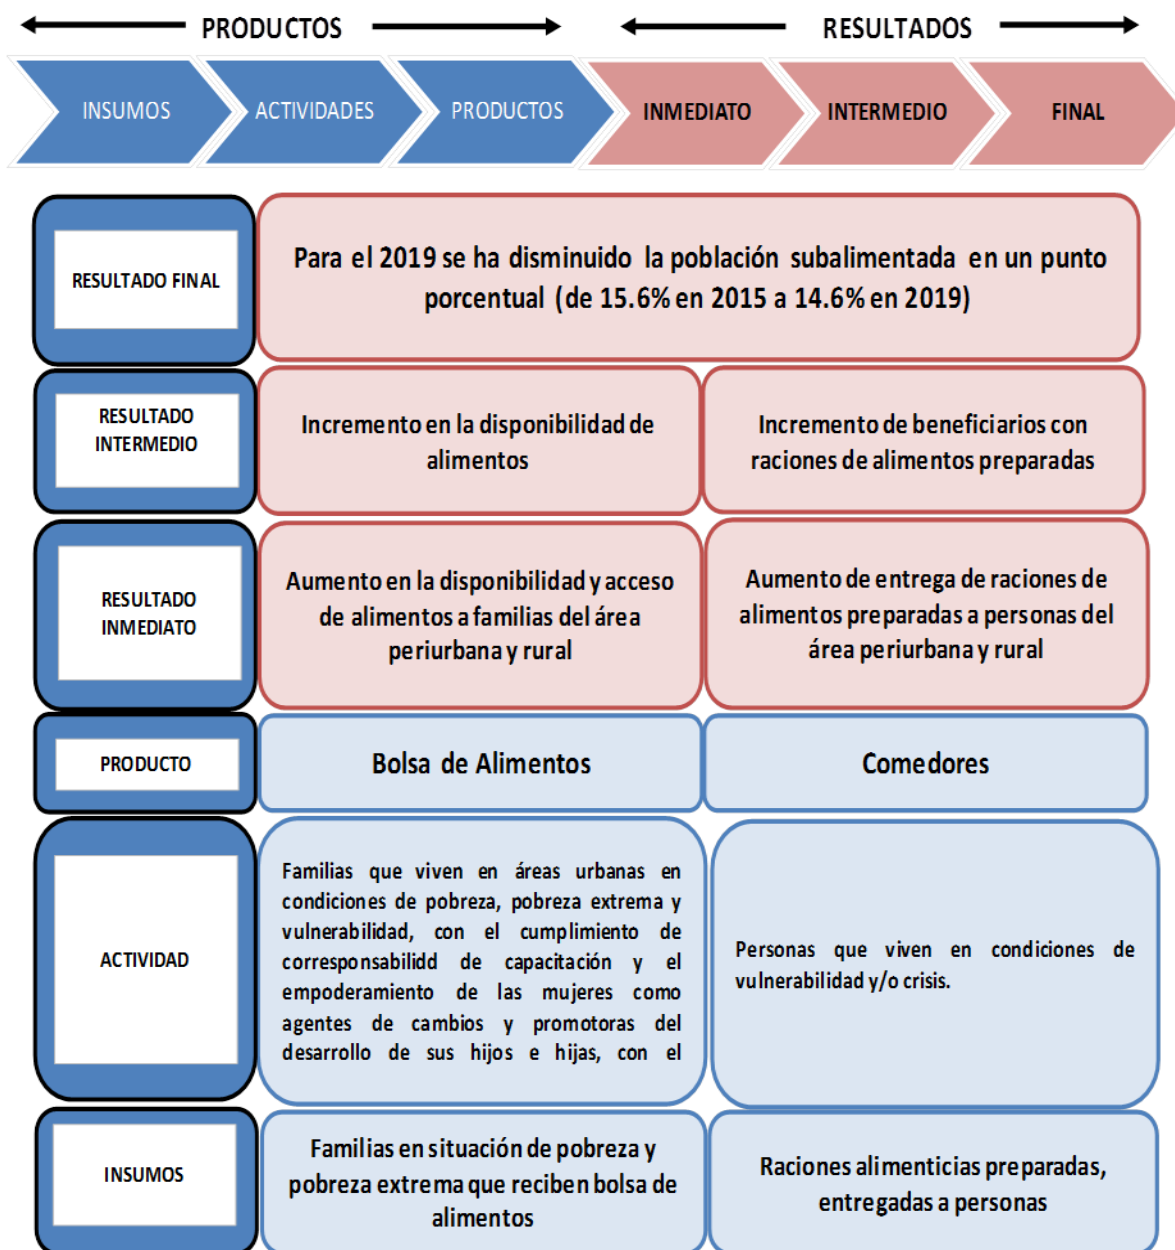 PRODUCTOS
RESULTADOS
INSUMOS
ACTIVIDADES
PRODUCTOS
INMEDIATO
INTERMEDIO
FINAL
RESULTADO FINAL
Para el 2019 se ha disminuido la población subalimentada en un punto
porcentual (de 15.6% en 2015 a 14.6% en 2019)
RESULTADO
INTERMEDIO
Incremento en la disponibilidad de
alimentos
Incremento de beneficiarios con
raciones de alimentos preparadas
RESULTADO
INMEDIATO
Aumento en la disponibilidad y acceso
de alimentos a familias del área
periurbana y rural
Aumento de entrega de raciones de
alimentos preparadas a personas del
área periurbana y rural
PRODUCTO
Bolsa de Alimentos
Comedores
ACTIVIDAD
Familias que viven en áreas urbanas en
condiciones de pobreza, pobreza extrema y
vulnerabilidad, con el cumplimiento de
corresponsabilidd de capacitación y el
empoderamiento de las mujeres como
agentes de cambios y promotoras del
desarrollo de sus hijos e hijas, con el
Personas que viven en condiciones de
vulnerabilidad y/o crisis.
INSUMOS
Familias en situación de pobreza y
pobreza extrema que reciben bolsa de
alimentos
Raciones alimenticias preparadas,
entregadas a personas